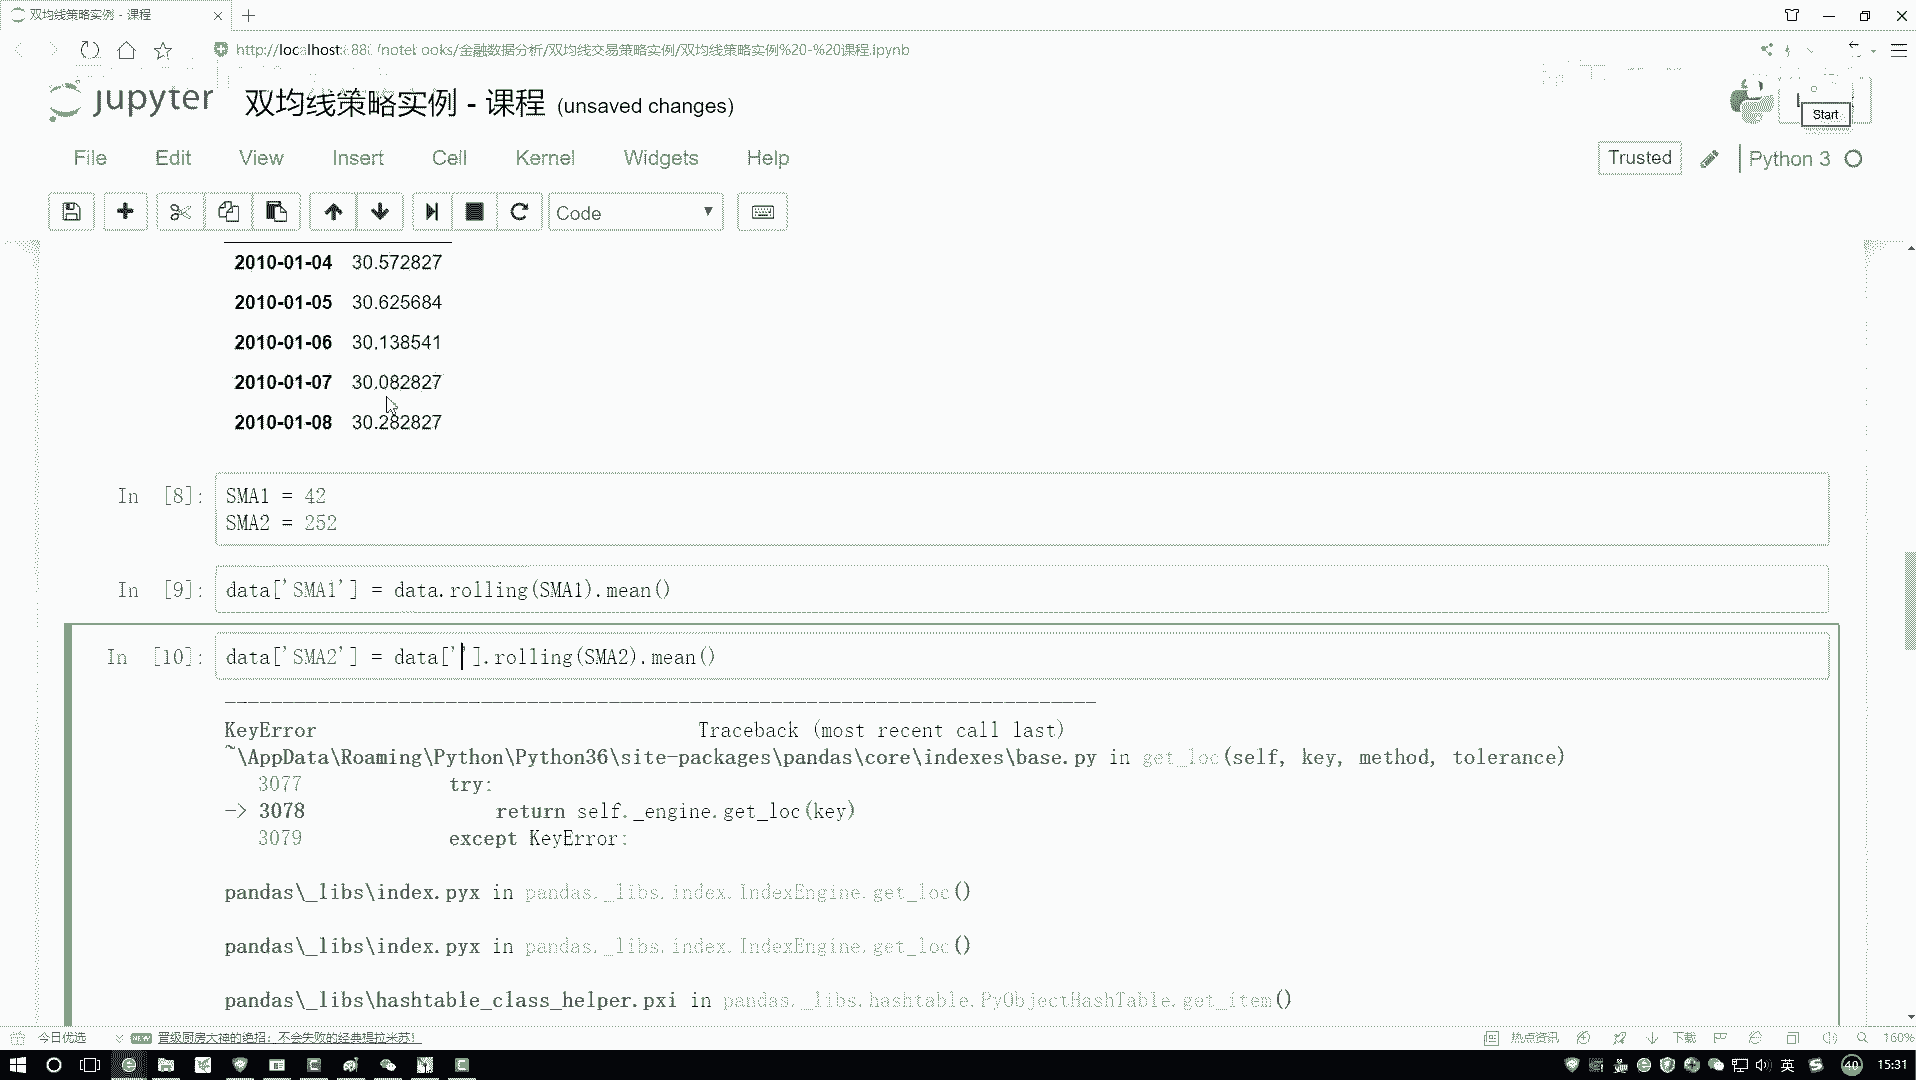 双均线策略实例 - 课程
http://localhost:888/notebooks/金融数据分析/双均线交易策略实例/双均线策略实例%20-%20课程.ipynb
jupyter 双均线策略实例 - 课程 (unsaved changes)
Start
File Edit View Insert Cell Kernel Widgets Help
Trusted Python 3
Code
2010-01-04 30.572827
2010-01-05 30.625684
2010-01-06 30.138541
2010-01-07 30.082827
2010-01-08 30.282827
In [8]: SMA1 = 42
SMA2 = 252
In [9]: data['SMA1'] = data.rolling(SMA1).mean()
In [10]: data['SMA2'] = data[''].rolling(SMA2).mean()
---------------------------------------------------------------------------
KeyError Traceback (most recent call last)
~\AppData\Roaming\Python\Python36\site-packages\pandas\core\indexes\base.py in get_loc(self, key, method, tolerance)
3077 try:
-> 3078 return self._engine.get_loc(key)
3079 except KeyError:
pandas\_libs\index.pyx in pandas._libs.index.IndexEngine.get_loc()
pandas\_libs\index.pyx in pandas._libs.index.IndexEngine.get_loc()
pandas\_libs\hashtable_class_helper.pxi in pandas._libs.hashtable.PyObjectHashTable.get_item()
今日优选 NEW 晋级厨房大神的绝招：不会失败的经典提拉米苏！ 热点资讯 下载 160%
英 40 15:31